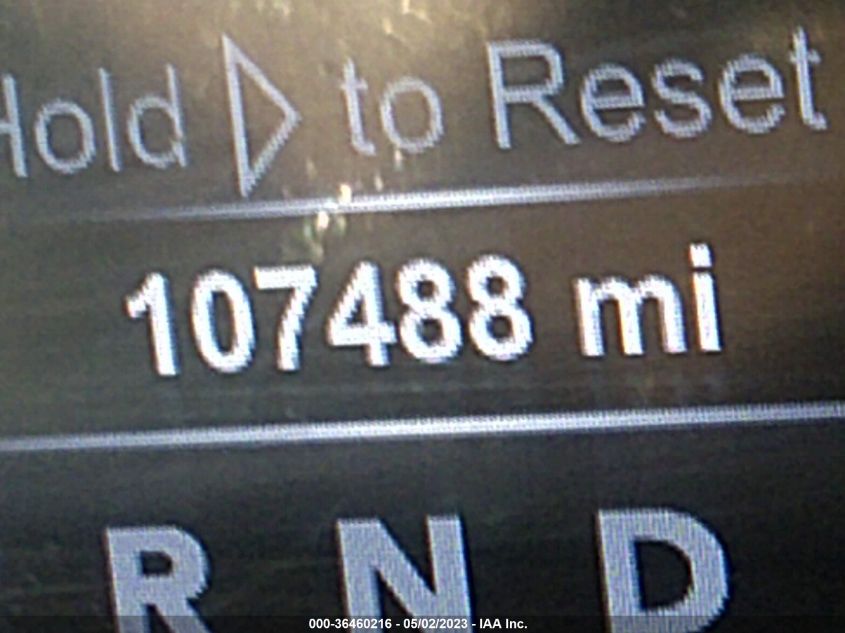 Hold ▷ to Reset
107488 mi
R N D
000-36460216 - 05/02/2023 - IAA Inc.